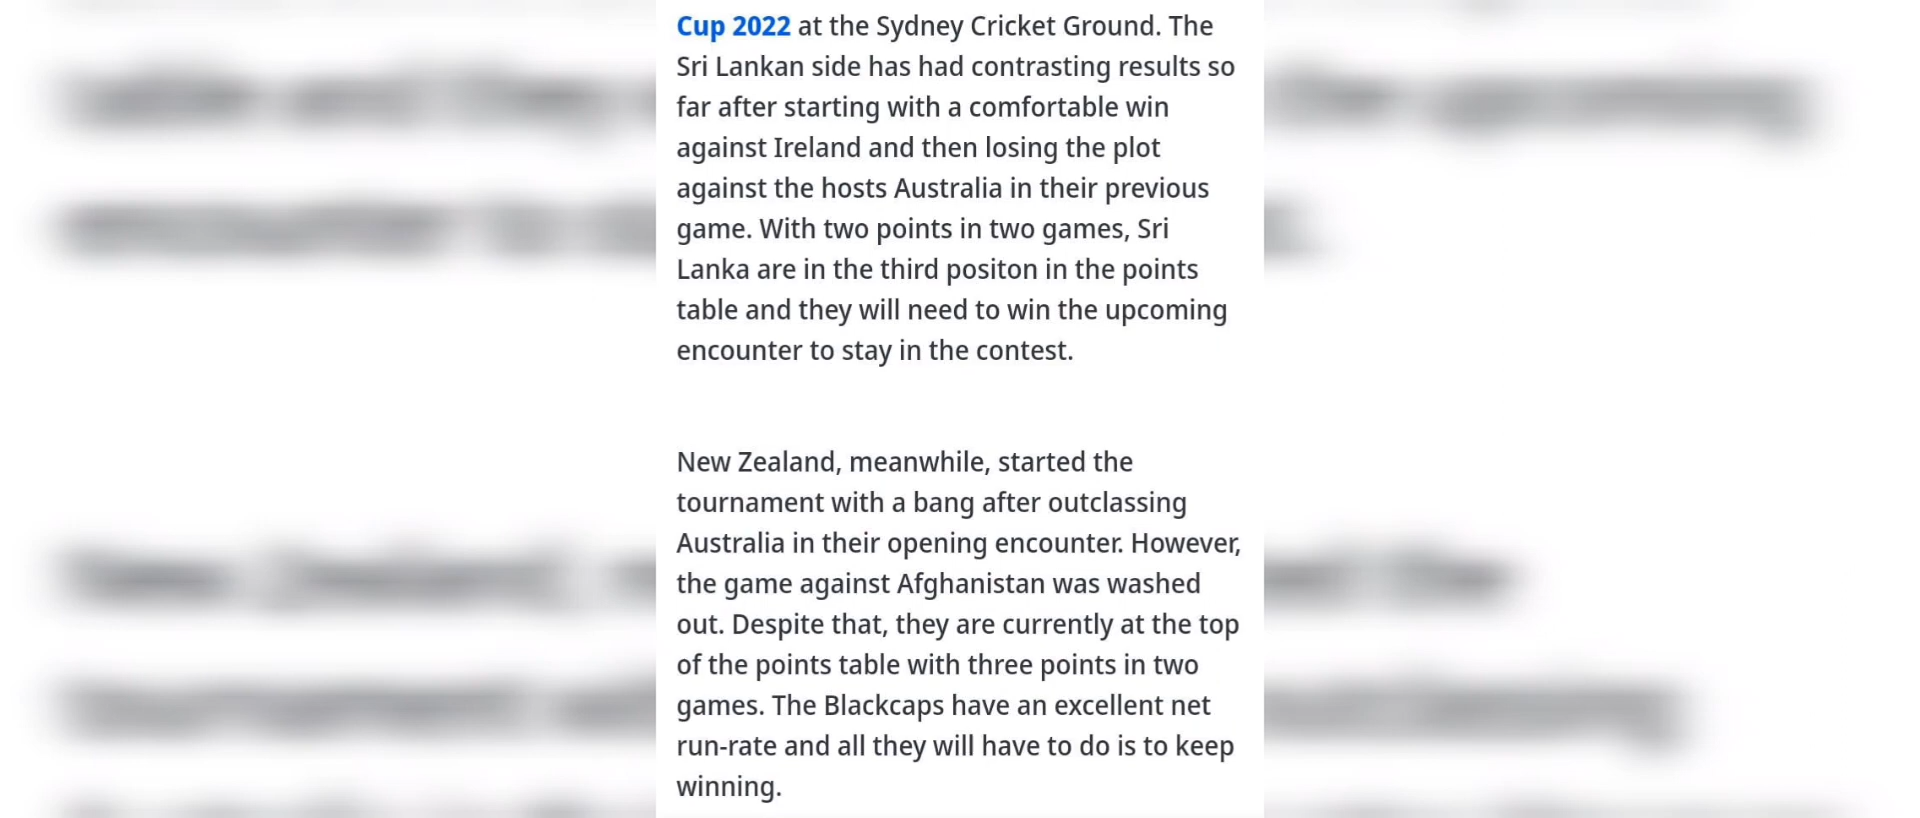 Cup 2022 at the Sydney Cricket Ground. The
Sri Lankan side has had contrasting results so
far after starting with a comfortable win
against Ireland and then losing the plot
against the hosts Australia in their previous
game. With two points in two games, Sri
Lanka are in the third positon in the points
table and they will need to win the upcoming
encounter to stay in the contest.
New Zealand, meanwhile, started the
tournament with a bang after outclassing
Australia in their opening encounter. However,
the game against Afghanistan was washed
out. Despite that, they are currently at the top
of the points table with three points in two
games. The Blackcaps have an excellent net
run-rate and all they will have to do is to keep
winning.